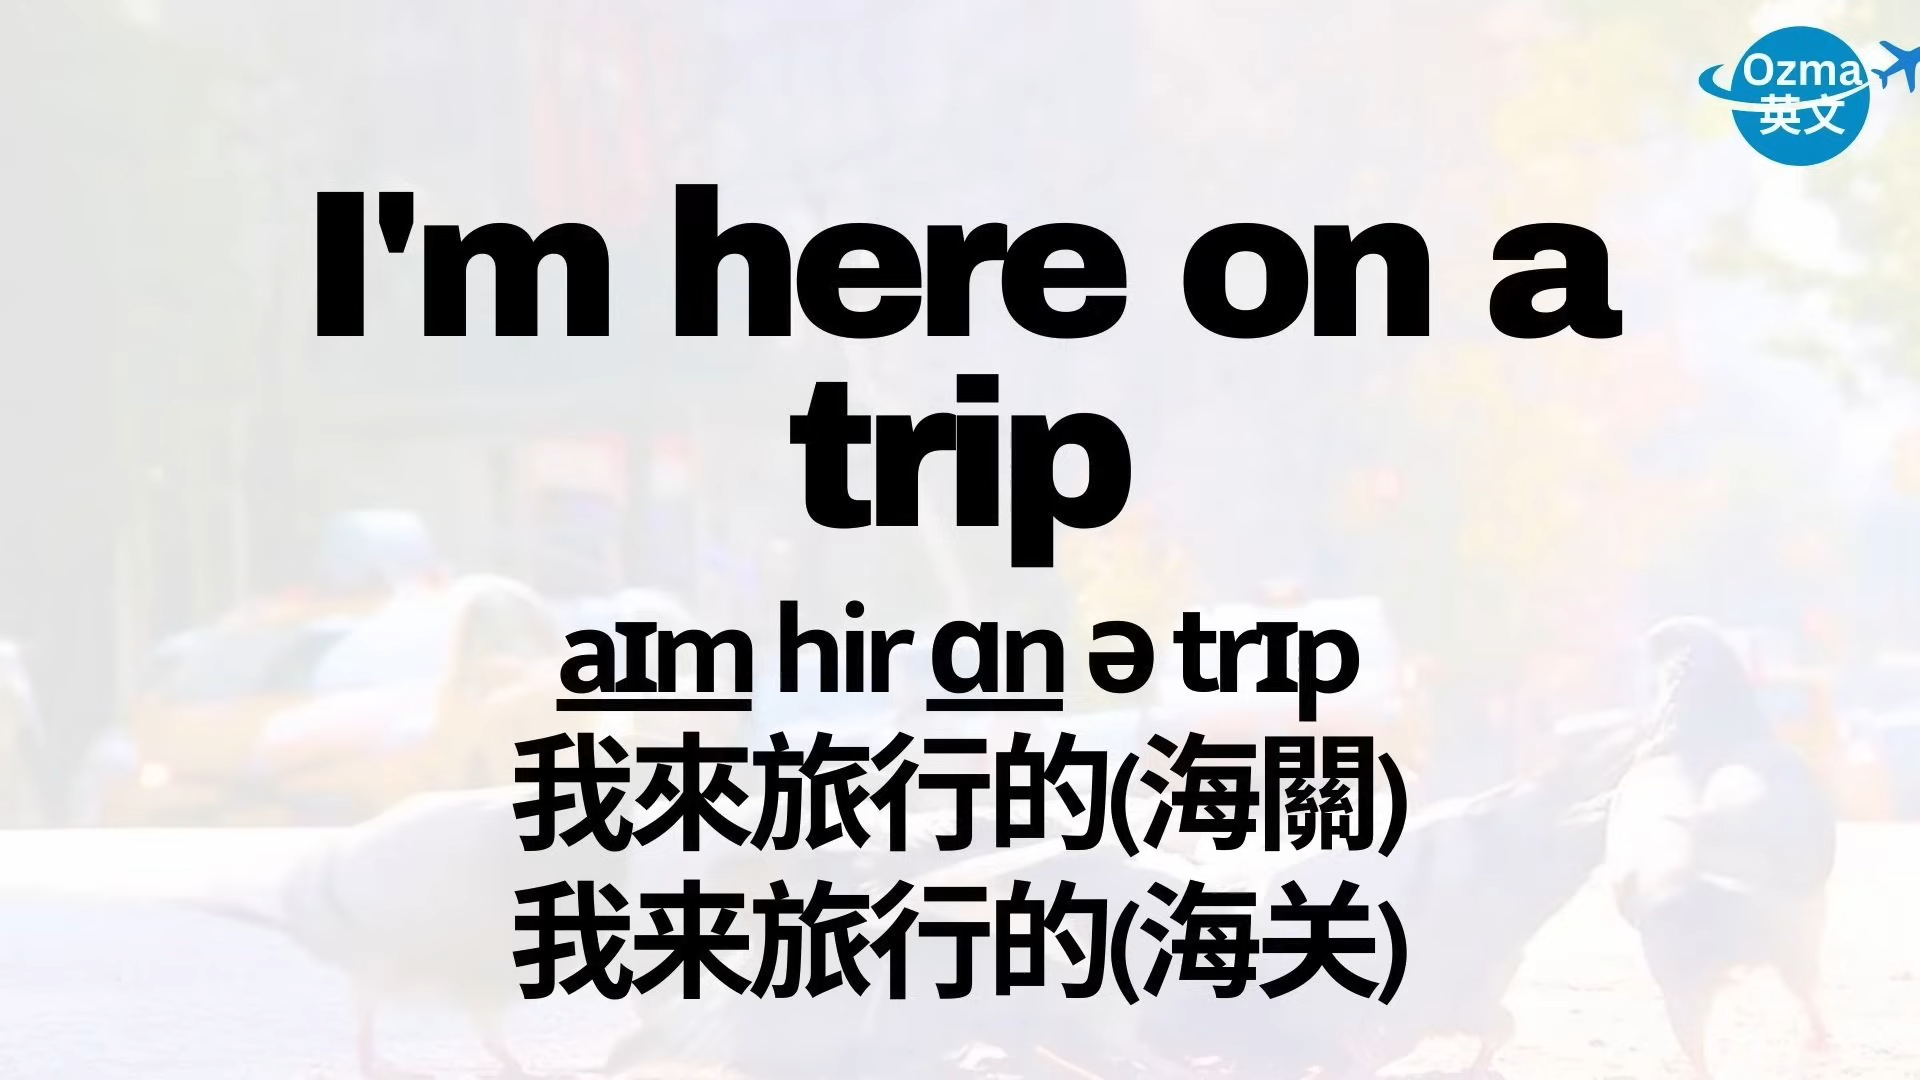 Ozma
英文
I'm here on a
trip
aɪm hir ɑn ə trɪp
我來旅行的(海關)
我来旅行的(海关)